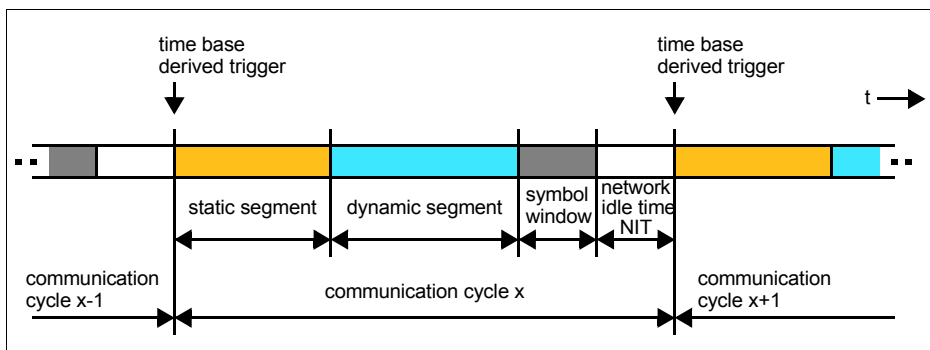 time base
derived trigger
time base
derived trigger
t
static segment
dynamic segment
symbol
window
network
idle time
NIT
communication
cycle x-1
communication cycle x
communication
cycle x+1